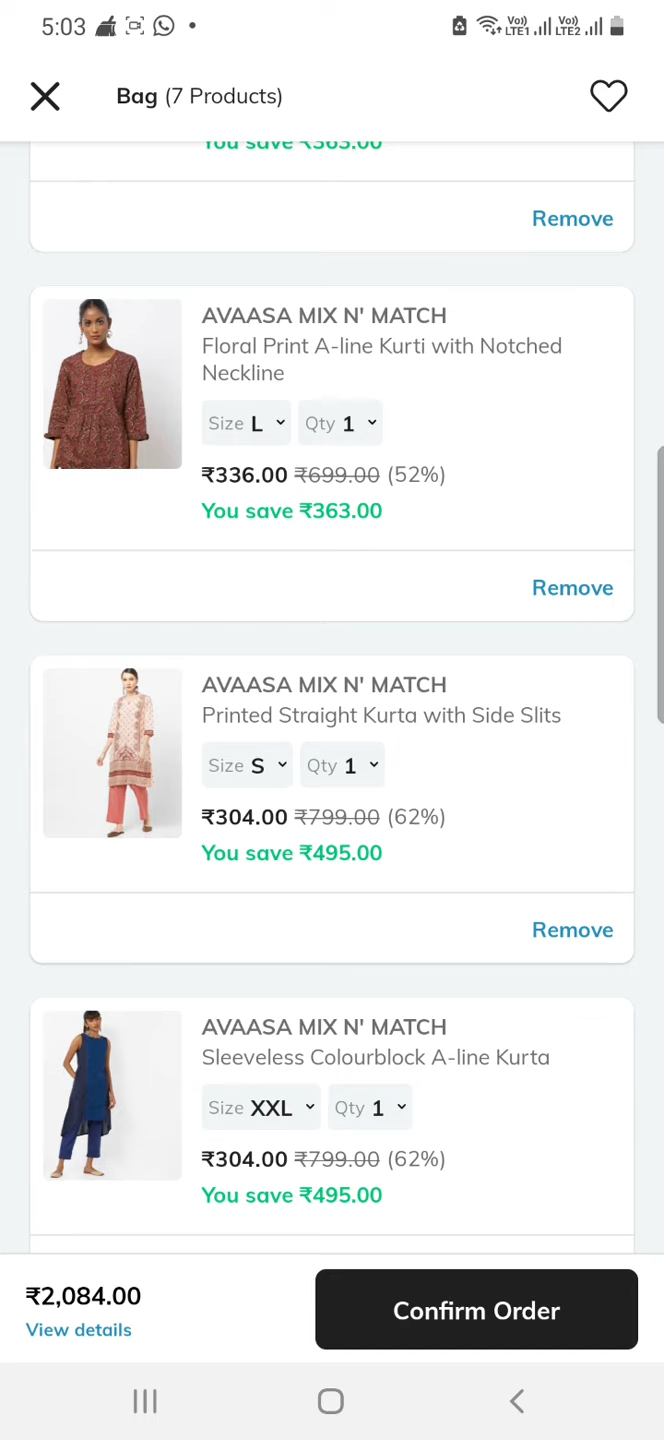 5:03
Vo)) LTE1 Vo)) LTE2
Bag (7 Products)
You save ₹363.00
Remove
AVAASA MIX N' MATCH
Floral Print A-line Kurti with Notched
Neckline
Size L Qty 1
₹336.00 ₹699.00 (52%)
You save ₹363.00
Remove
AVAASA MIX N' MATCH
Printed Straight Kurta with Side Slits
Size S Qty 1
₹304.00 ₹799.00 (62%)
You save ₹495.00
Remove
AVAASA MIX N' MATCH
Sleeveless Colourblock A-line Kurta
Size XXL Qty 1
₹304.00 ₹799.00 (62%)
You save ₹495.00
₹2,084.00
View details
Confirm Order